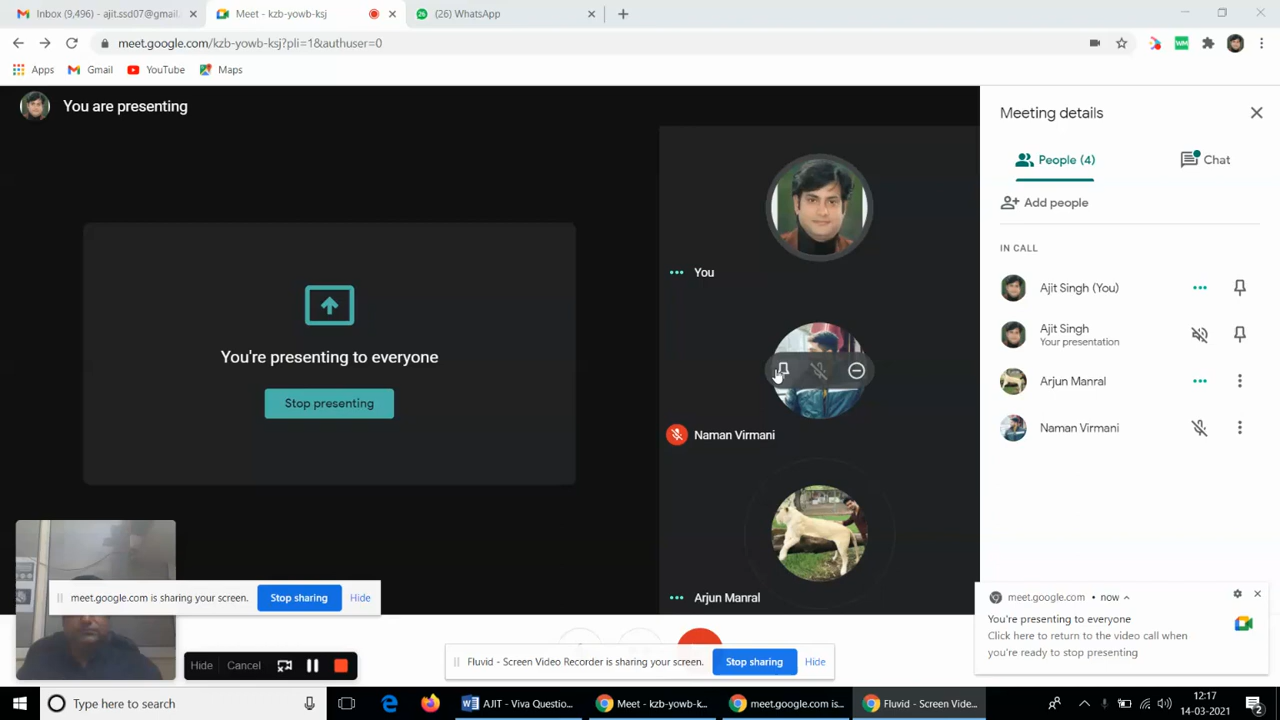 Inbox (9,496) - ajit.ssd07@gmail.
Meet - kzb-yowb-ksj
(26) WhatsApp
meet.google.com/kzb-yowb-ksj?pli=1&authuser=0
WM
Apps
Gmail
YouTube
Maps
You are presenting
You're presenting to everyone
Stop presenting
You
Naman Virmani
Arjun Manral
Meeting details
People (4)
Chat
Add people
IN CALL
Ajit Singh (You)
Ajit Singh
Your presentation
Arjun Manral
Naman Virmani
meet.google.com is sharing your screen.
Stop sharing
Hide
meet.google.com • now
You're presenting to everyone
Click here to return to the video call when
you're ready to stop presenting
Hide
Cancel
Fluvid - Screen Video Recorder is sharing your screen.
Stop sharing
Hide
Type here to search
AJIT - Viva Questio...
Meet - kzb-yowb-k...
meet.google.com is...
Fluvid - Screen Vide...
12:17
14-03-2021
2